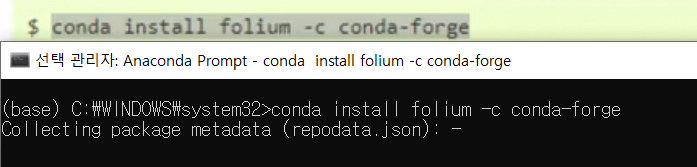 $ conda install folium -c conda-forge
선택 관리자: Anaconda Prompt - conda  install folium -c conda-forge
(base) C:₩WINDOWS₩system32>conda install folium -c conda-forge
Collecting package metadata (repodata.json): -